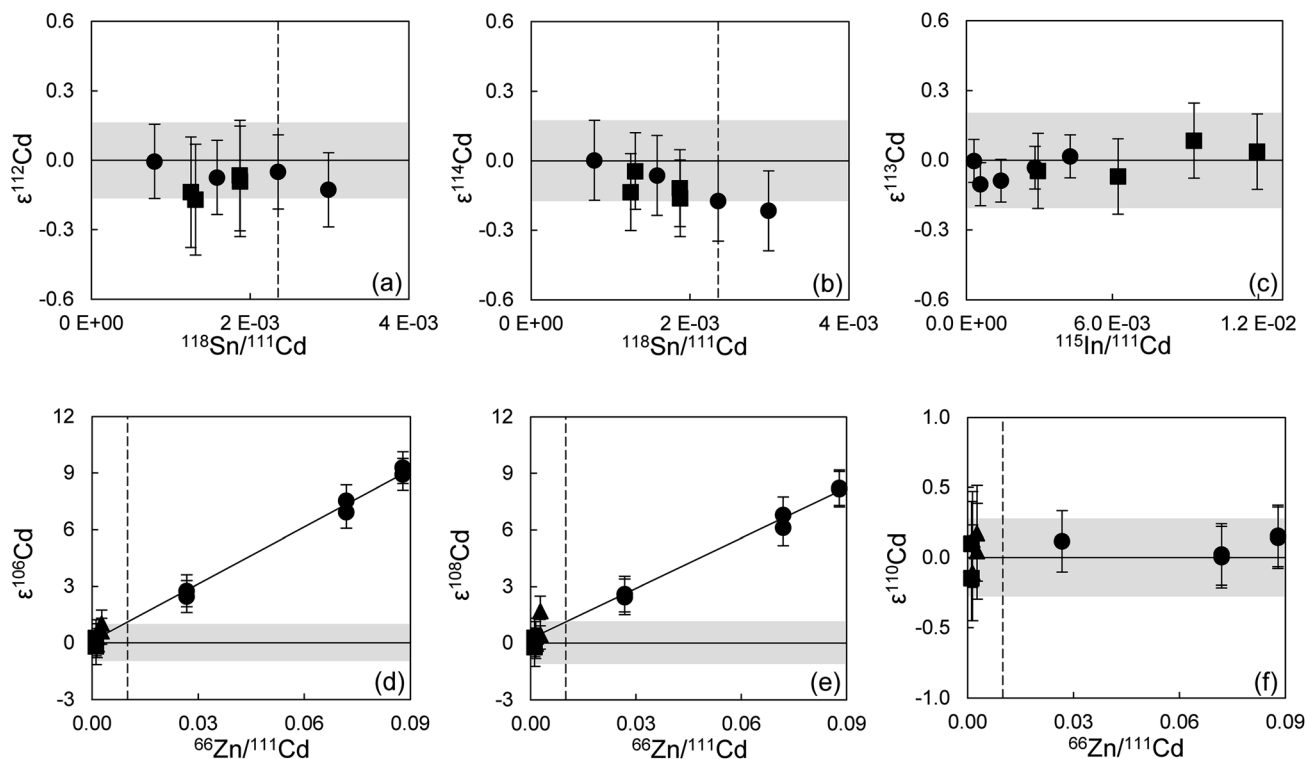 0.6
0.3
0.0
-0.3
-0.6
ε¹¹²Cd
(a)
0 E+00
2 E-03
4 E-03
¹¹⁸Sn/¹¹¹Cd
0.6
0.3
0.0
-0.3
-0.6
ε¹¹⁴Cd
(b)
0 E+00
2 E-03
4 E-03
¹¹⁸Sn/¹¹¹Cd
0.6
0.3
0.0
-0.3
-0.6
ε¹¹³Cd
(c)
0.0 E+00
6.0 E-03
1.2 E-02
¹¹⁵In/¹¹¹Cd
12
9
6
3
0
-3
ε¹⁰⁶Cd
(d)
0.00
0.03
0.06
0.09
⁶⁶Zn/¹¹¹Cd
12
9
6
3
0
-3
ε¹⁰⁸Cd
(e)
0.00
0.03
0.06
0.09
⁶⁶Zn/¹¹¹Cd
1.0
0.5
0.0
-0.5
-1.0
ε¹¹⁰Cd
(f)
0.00
0.03
0.06
0.09
⁶⁶Zn/¹¹¹Cd